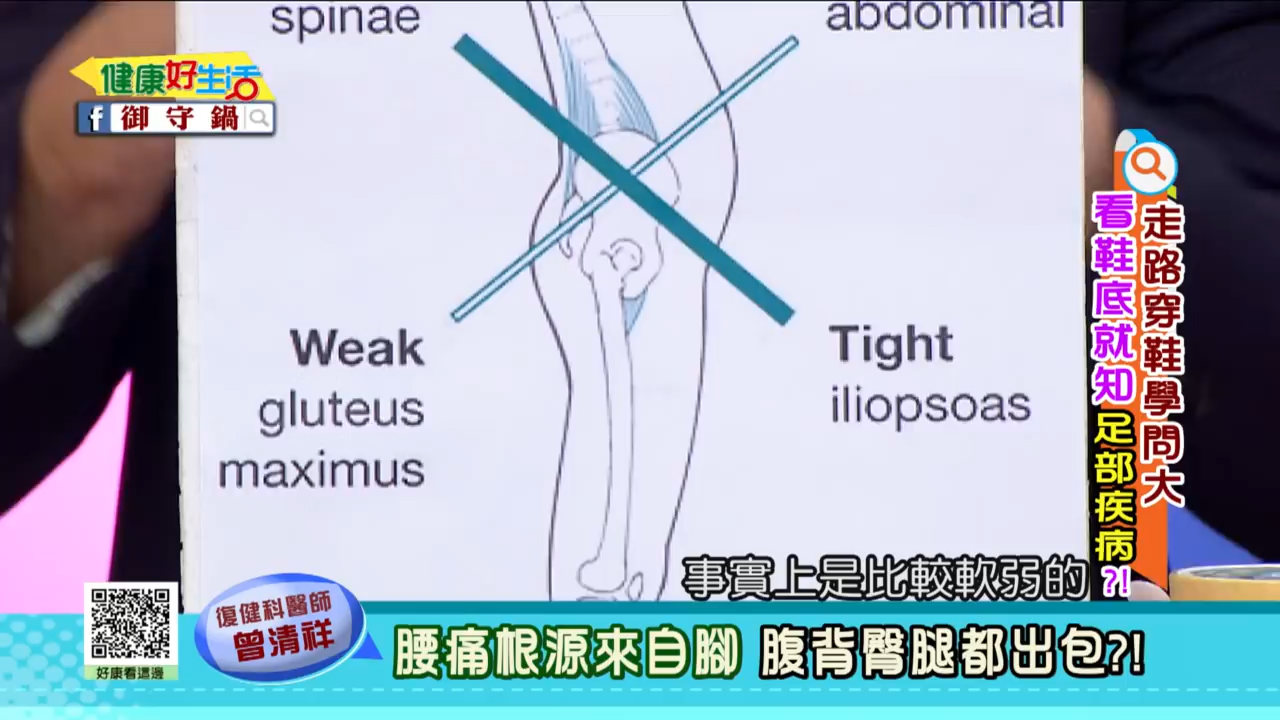 spinae
abdominal
健康好生活
f 御守鍋
走路穿鞋學問大
看鞋底就知足部疾病?!
Weak
gluteus
maximus
Tight
iliopsoas
事實上是比較軟弱的
復健科醫師
曾清祥
腰痛根源來自腳 腹背臀腿都出包?!
好康看這邊